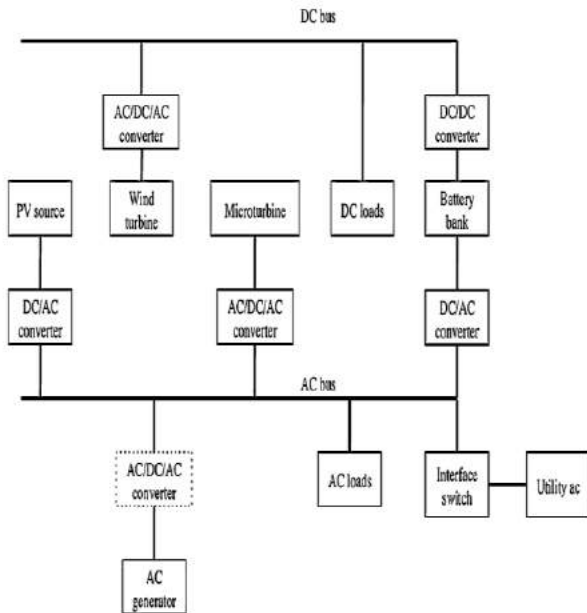 DC bus
AC/DC/AC
converter
DC/DC
converter
PV source
Wind
turbine
Microturbine
DC loads
Battery
bank
DC/AC
converter
AC/DC/AC
converter
DC/AC
converter
AC bus
AC/DC/AC
converter
AC loads
Interface
switch
Utility ac
AC
generator